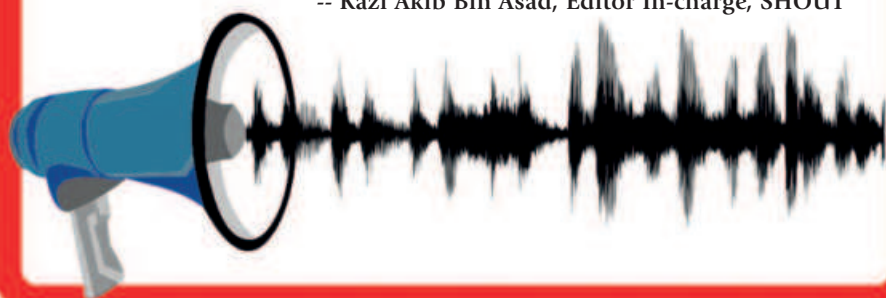 -- Kazi Akib Bin Asad, Editor In-charge, SHOUT